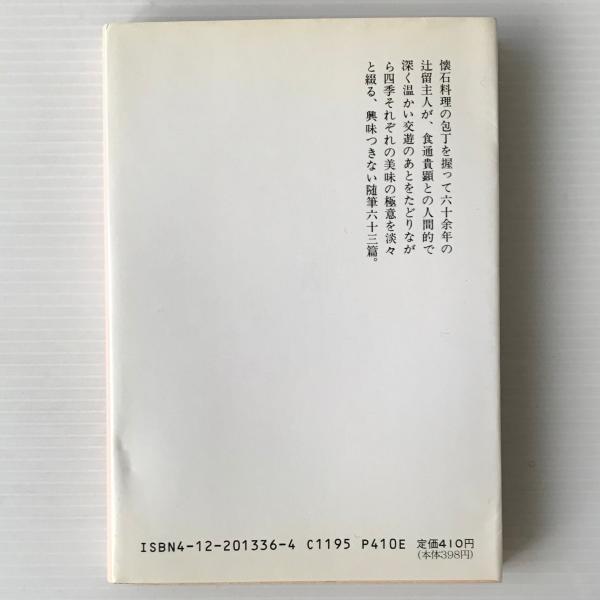 懐石料理の包丁を握って六十余年の
辻留主人が、食通貴顕との人間的で
深く温かい交遊のあとをたどりなが
ら四季それぞれの美味の極意を淡々
と綴る、興味つきない随筆六十三篇。
ISBN4-12-201336-4 C1195 P410E 定価410円
(本体398円)